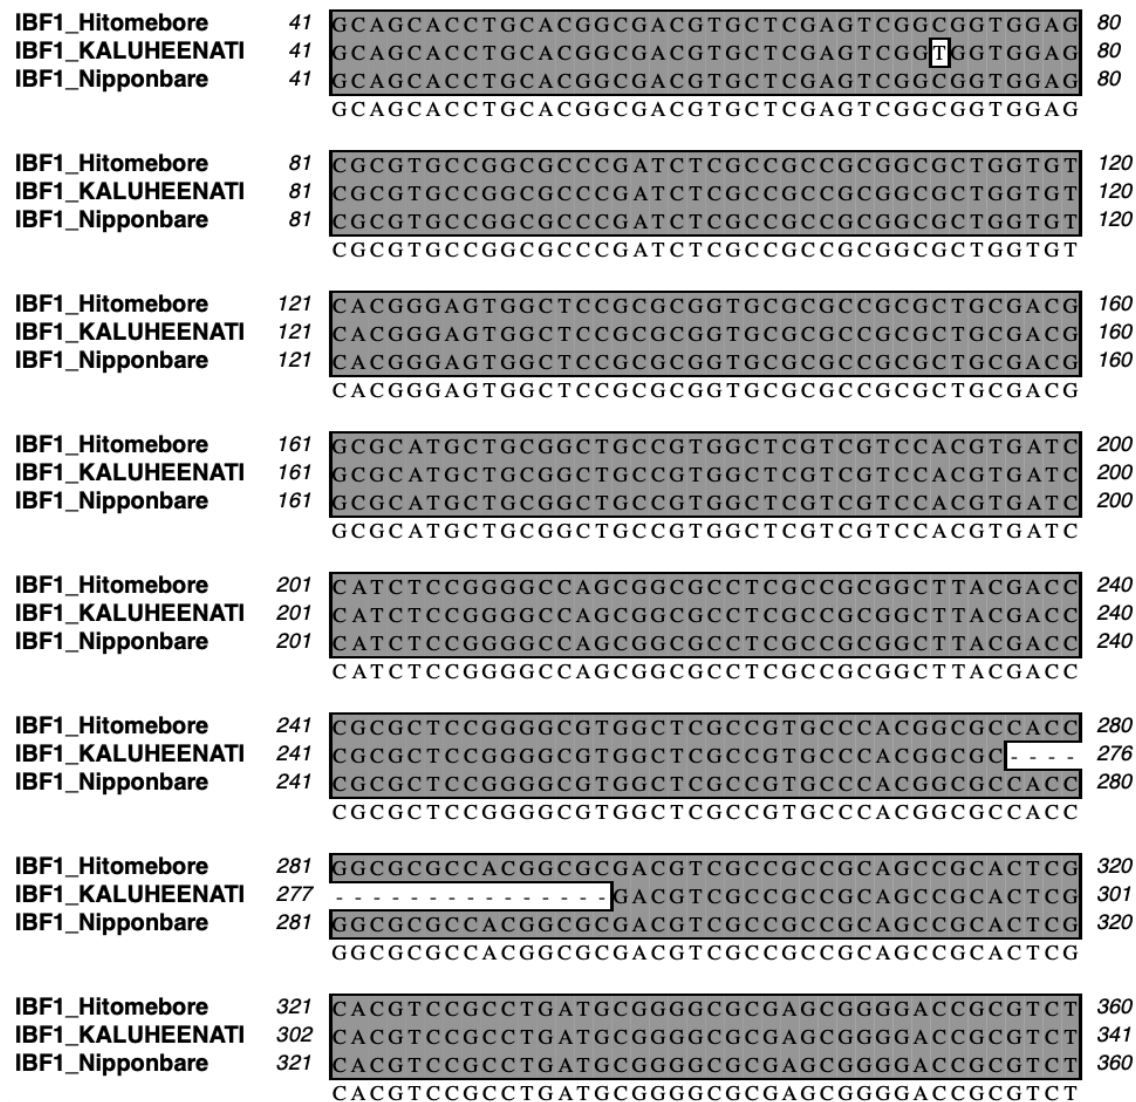 IBF1_Hitomebore 41 GCAGCACCTGCACGGCGACGTGCTCGAGTCGGCGGTGGAG 80
IBF1_KALUHEENATI 41 GCAGCACCTGCACGGCGACGTGCTCGAGTCGGTGGTGGAG 80
IBF1_Nipponbare 41 GCAGCACCTGCACGGCGACGTGCTCGAGTCGGCGGTGGAG 80
GCAGCACCTGCACGGCGACGTGCTCGAGTCGGCGGTGGAG
IBF1_Hitomebore 81 CGCGTGCCGGCGCCCGATCTCGCCGCCGCGGCGCTGGTGT 120
IBF1_KALUHEENATI 81 CGCGTGCCGGCGCCCGATCTCGCCGCCGCGGCGCTGGTGT 120
IBF1_Nipponbare 81 CGCGTGCCGGCGCCCGATCTCGCCGCCGCGGCGCTGGTGT 120
CGCGTGCCGGCGCCCGATCTCGCCGCCGCGGCGCTGGTGT
IBF1_Hitomebore 121 CACGGGAGTGGCTCCGCGCGGTGCGCGCCGCGCTGCGACG 160
IBF1_KALUHEENATI 121 CACGGGAGTGGCTCCGCGCGGTGCGCGCCGCGCTGCGACG 160
IBF1_Nipponbare 121 CACGGGAGTGGCTCCGCGCGGTGCGCGCCGCGCTGCGACG 160
CACGGGAGTGGCTCCGCGCGGTGCGCGCCGCGCTGCGACG
IBF1_Hitomebore 161 GCGCATGCTGCGGCTGCCGTGGCTCGTCGTCCACGTGATC 200
IBF1_KALUHEENATI 161 GCGCATGCTGCGGCTGCCGTGGCTCGTCGTCCACGTGATC 200
IBF1_Nipponbare 161 GCGCATGCTGCGGCTGCCGTGGCTCGTCGTCCACGTGATC 200
GCGCATGCTGCGGCTGCCGTGGCTCGTCGTCCACGTGATC
IBF1_Hitomebore 201 CATCTCCGGGGCCAGCGGCGCCTCGCCGCGGCTTACGACC 240
IBF1_KALUHEENATI 201 CATCTCCGGGGCCAGCGGCGCCTCGCCGCGGCTTACGACC 240
IBF1_Nipponbare 201 CATCTCCGGGGCCAGCGGCGCCTCGCCGCGGCTTACGACC 240
CATCTCCGGGGCCAGCGGCGCCTCGCCGCGGCTTACGACC
IBF1_Hitomebore 241 CGCGCTCCGGGGCGTGGCTCGCCGTGCCCACGGCGCCACC 280
IBF1_KALUHEENATI 241 CGCGCTCCGGGGCGTGGCTCGCCGTGCCCACGGCGC---- 276
IBF1_Nipponbare 241 CGCGCTCCGGGGCGTGGCTCGCCGTGCCCACGGCGCCACC 280
CGCGCTCCGGGGCGTGGCTCGCCGTGCCCACGGCGCCACC
IBF1_Hitomebore 281 GGCGCGCCACGGCGCGACGTCGCCGCCGCAGCCGCACTCG 320
IBF1_KALUHEENATI 277 ---------------GACGTCGCCGCCGCAGCCGCACTCG 301
IBF1_Nipponbare 281 GGCGCGCCACGGCGCGACGTCGCCGCCGCAGCCGCACTCG 320
GGCGCGCCACGGCGCGACGTCGCCGCCGCAGCCGCACTCG
IBF1_Hitomebore 321 CACGTCCGCCTGATGCGGGGCGCGAGCGGGGACCGCGTCT 360
IBF1_KALUHEENATI 302 CACGTCCGCCTGATGCGGGGCGCGAGCGGGGACCGCGTCT 341
IBF1_Nipponbare 321 CACGTCCGCCTGATGCGGGGCGCGAGCGGGGACCGCGTCT 360
CACGTCCGCCTGATGCGGGGCGCGAGCGGGGACCGCGTCT